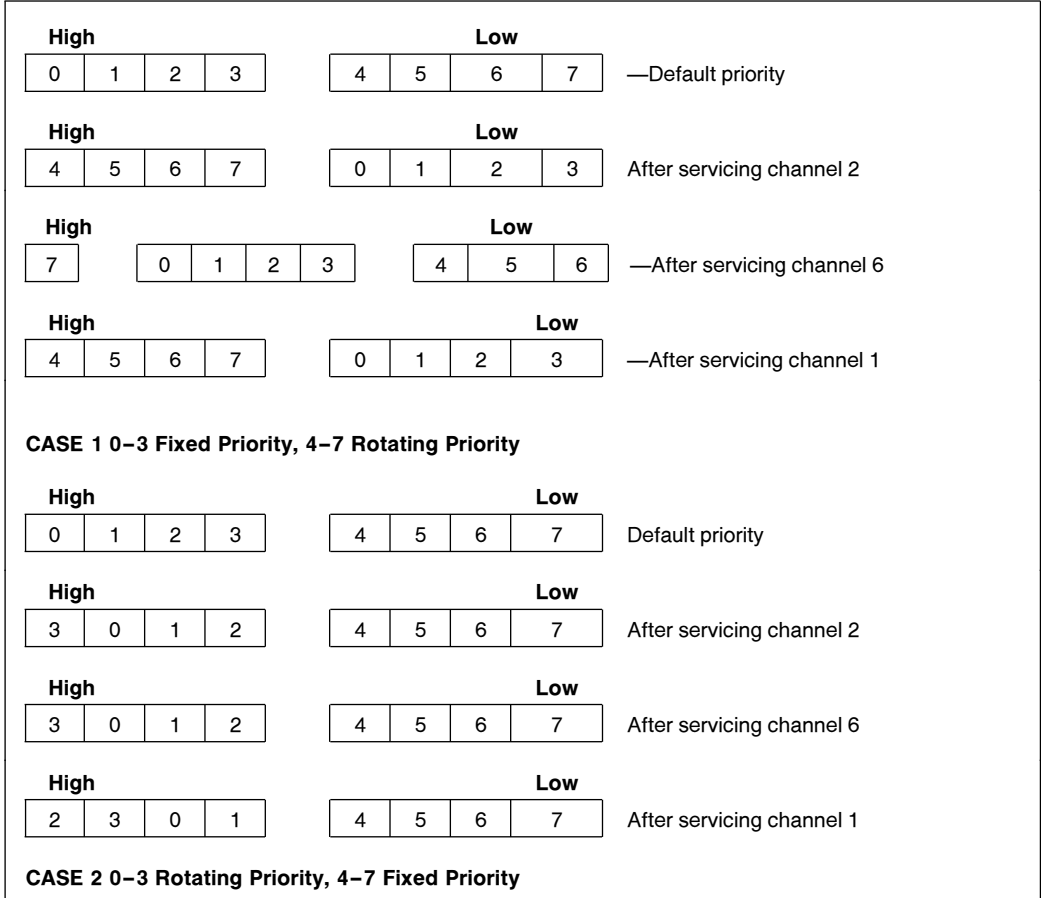 High Low
0 1 2 3 4 5 6 7 —Default priority
High Low
4 5 6 7 0 1 2 3 After servicing channel 2
High Low
7 0 1 2 3 4 5 6 —After servicing channel 6
High Low
4 5 6 7 0 1 2 3 —After servicing channel 1
CASE 1 0–3 Fixed Priority, 4–7 Rotating Priority
High Low
0 1 2 3 4 5 6 7 Default priority
High Low
3 0 1 2 4 5 6 7 After servicing channel 2
High Low
3 0 1 2 4 5 6 7 After servicing channel 6
High Low
2 3 0 1 4 5 6 7 After servicing channel 1
CASE 2 0–3 Rotating Priority, 4–7 Fixed Priority